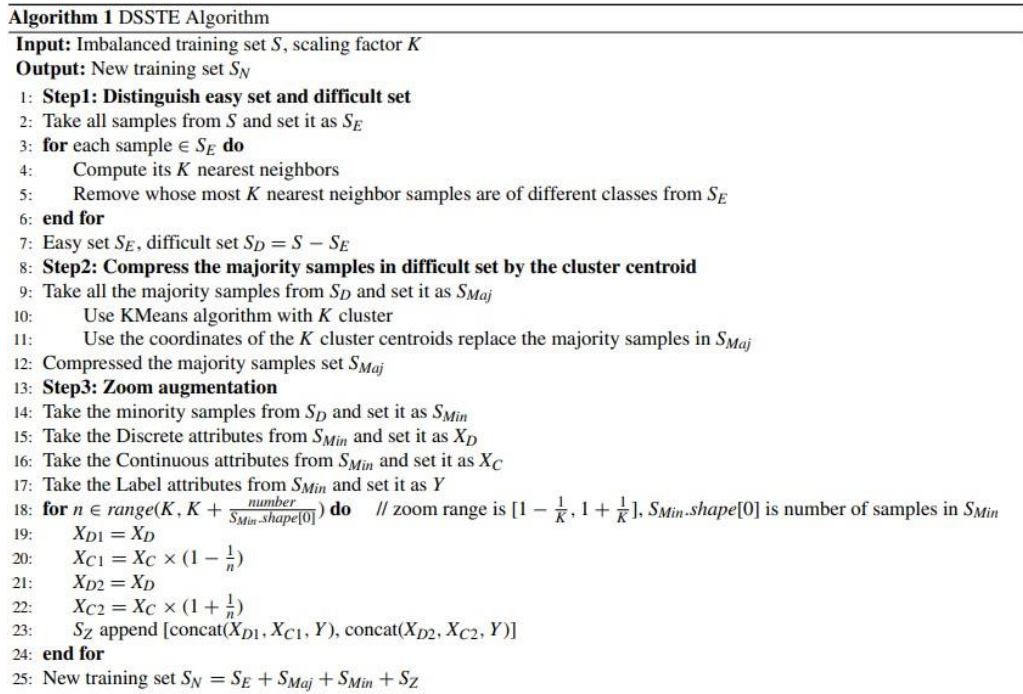 Algorithm 1 DSSTE Algorithm
Input: Imbalanced training set S, scaling factor K
Output: New training set S_N
1: Step1: Distinguish easy set and difficult set
2: Take all samples from S and set it as S_E
3: for each sample ∈ S_E do
4: Compute its K nearest neighbors
5: Remove whose most K nearest neighbor samples are of different classes from S_E
6: end for
7: Easy set S_E, difficult set S_D = S − S_E
8: Step2: Compress the majority samples in difficult set by the cluster centroid
9: Take all the majority samples from S_D and set it as S_Maj
10: Use KMeans algorithm with K cluster
11: Use the coordinates of the K cluster centroids replace the majority samples in S_Maj
12: Compressed the majority samples set S_Maj
13: Step3: Zoom augmentation
14: Take the minority samples from S_D and set it as S_Min
15: Take the Discrete attributes from S_Min and set it as X_D
16: Take the Continuous attributes from S_Min and set it as X_C
17: Take the Label attributes from S_Min and set it as Y
18: for n ∈ range(K, K + number/S_Min.shape[0]) do // zoom range is [1 − 1/K, 1 + 1/K], S_Min.shape[0] is number of samples in S_Min
19: X_D1 = X_D
20: X_C1 = X_C × (1 − 1/n)
21: X_D2 = X_D
22: X_C2 = X_C × (1 + 1/n)
23: S_Z append [concat(X_D1, X_C1, Y), concat(X_D2, X_C2, Y)]
24: end for
25: New training set S_N = S_E + S_Maj + S_Min + S_Z